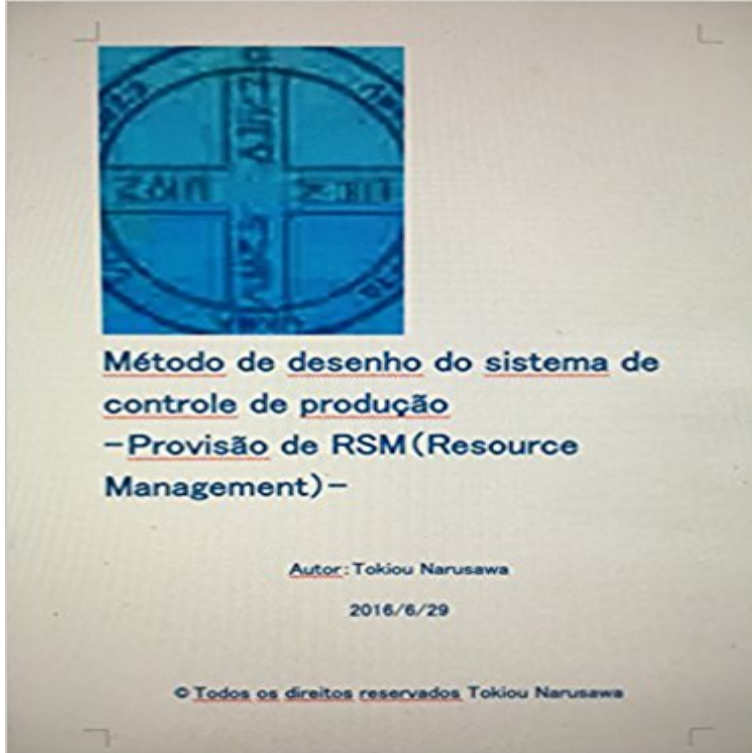 Método de desenho do sistema de
controle de produção
-Provisão de RSM(Resource
Management)-
Autor:Tokiou Narusawa
2016/6/29
© Todos os direitos reservados Tokiou Narusawa